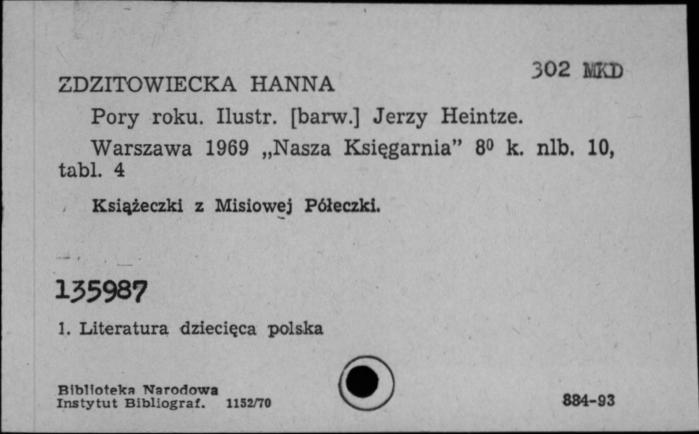 302 MKD
ZDZITOWIECKA HANNA
Pory roku. Ilustr. [barw.] Jerzy Heintze.
Warszawa 1969 „Nasza Księgarnia” 8⁰ k. nlb. 10,
tabl. 4
Książeczki z Misiowej Półeczki.
135987
1. Literatura dziecięca polska
Biblioteka Narodowa
Instytut Bibliograf. 1152/70
884-93